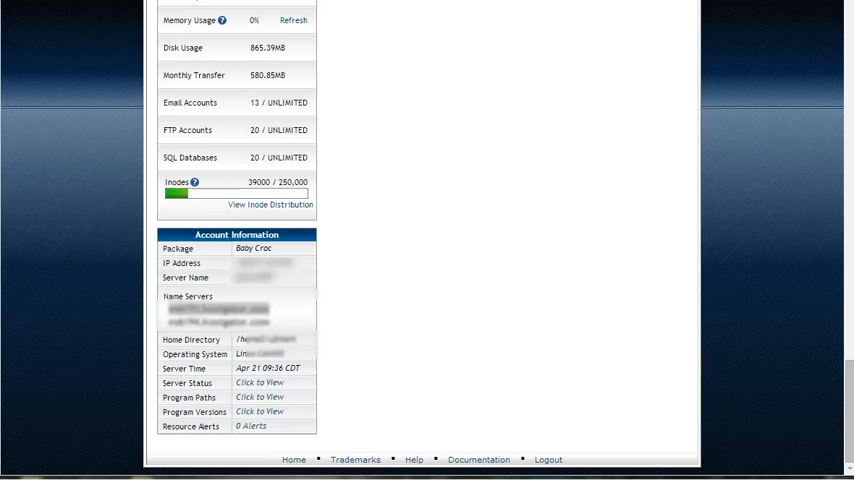 Memory Usage ? 0% Refresh
Disk Usage 865.39MB
Monthly Transfer 580.85MB
Email Accounts 13 / UNLIMITED
FTP Accounts 20 / UNLIMITED
SQL Databases 20 / UNLIMITED
Inodes ? 39000 / 250,000
View Inode Distribution
Account Information
Package Baby Croc
IP Address
Server Name
Name Servers
Home Directory
Operating System
Server Time Apr 21 09:36 CDT
Server Status Click to View
Program Paths Click to View
Program Versions Click to View
Resource Alerts 0 Alerts
Home ▪ Trademarks ▪ Help ▪ Documentation ▪ Logout